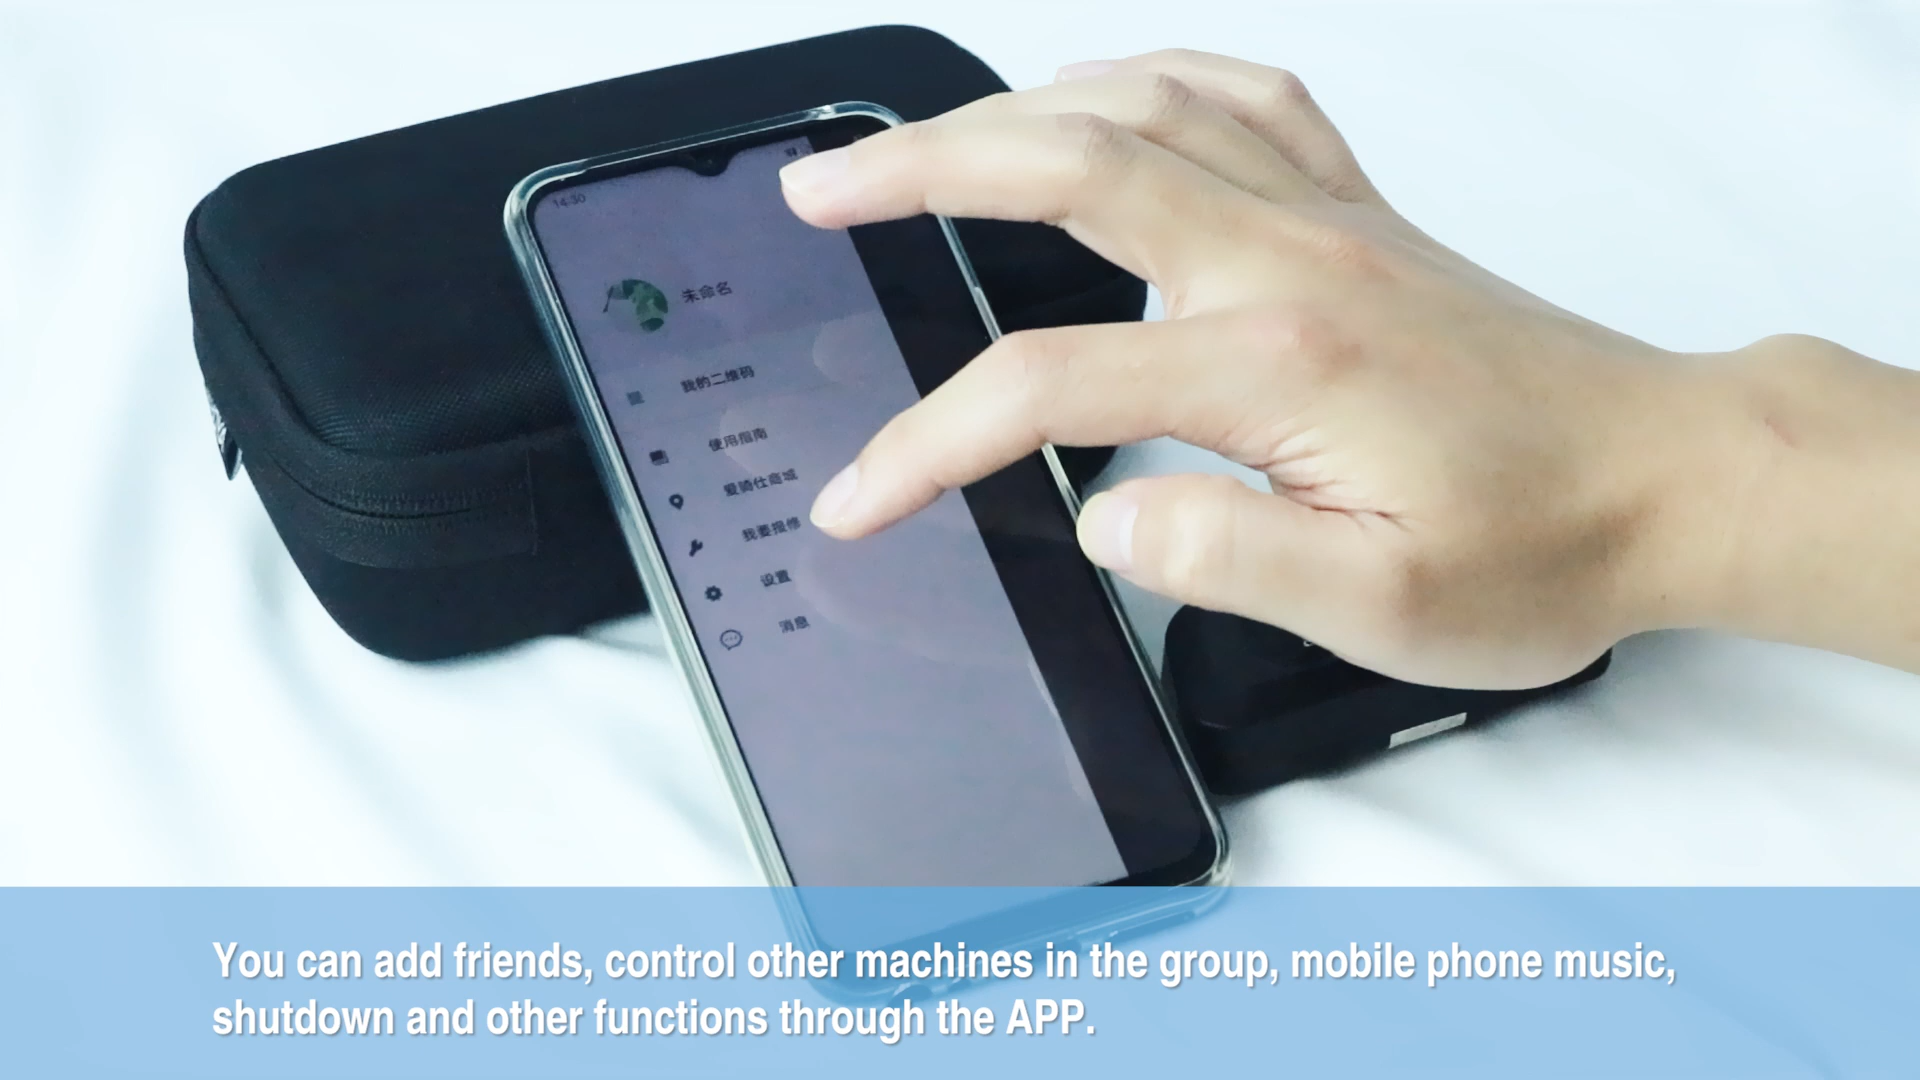 14:30
未命名
我的二维码
使用指南
爱骑仕商城
我要报修
设置
消息
You can add friends, control other machines in the group, mobile phone music,
shutdown and other functions through the APP.